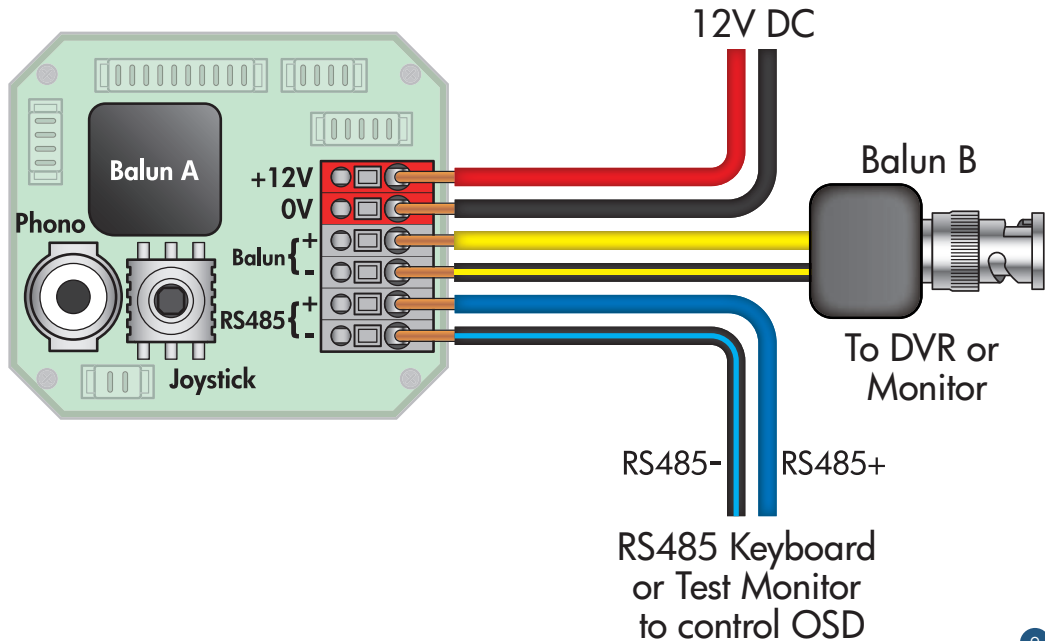 12V DC
Balun A
+12V
0V
Phono
Balun { +
-
RS485 { +
-
Joystick
Balun B
To DVR or
Monitor
RS485-
RS485+
RS485 Keyboard
or Test Monitor
to control OSD